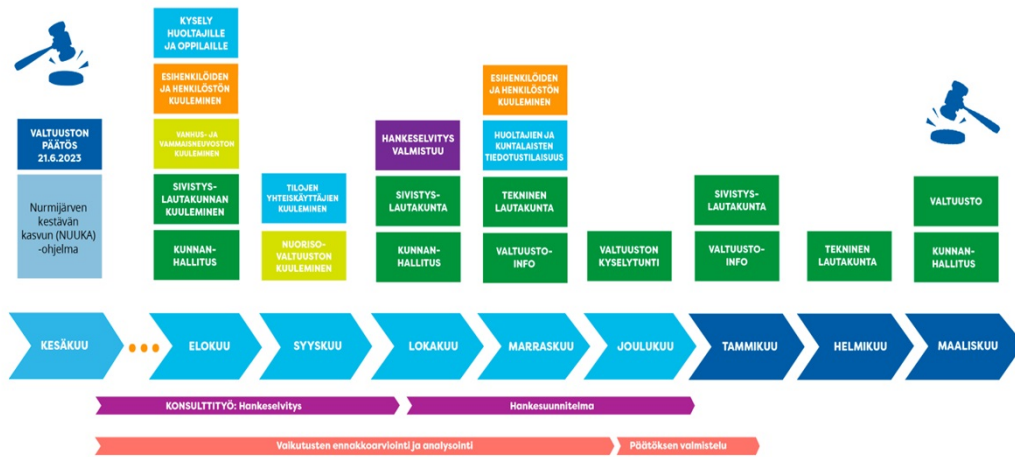 VALTUUSTON
PÄÄTÖS
21.6.2023
Nurmijärven
kestävän
kasvun (NUUKA)
-ohjelma
KYSELY
HUOLTAJILLE
JA OPPILAILLE
ESIHENKILÖIDEN
JA HENKILÖSTÖN
KUULEMINEN
VANHUS- JA
VAMMAISNEUVOSTON
KUULEMINEN
SIVISTYS-
LAUTAKUNNAN
KUULEMINEN
KUNNAN-
HALLITUS
TILOJEN
YHTEISKÄYTTÄJIEN
KUULEMINEN
NUORISO-
VALTUUSTON
KUULEMINEN
HANKESELVITYS
VALMISTUU
SIVISTYS-
LAUTAKUNTA
KUNNAN-
HALLITUS
ESIHENKILÖIDEN
JA HENKILÖSTÖN
KUULEMINEN
HUOLTAJIEN JA
KUNTALAISTEN
TIEDOTUSTILAISUUS
TEKNINEN
LAUTAKUNTA
VALTUUSTO-
INFO
VALTUUSTON
KYSELYTUNTI
SIVISTYS-
LAUTAKUNTA
VALTUUSTO-
INFO
TEKNINEN
LAUTAKUNTA
VALTUUSTO
KUNNAN-
HALLITUS
KESÄKUU
ELOKUU
SYYSKUU
LOKAKUU
MARRASKUU
JOULUKUU
TAMMIKUU
HELMIKUU
MAALISKUU
KONSULTTITYÖ: Hankeselvitys
Hankesuunnitelma
Vaikutusten ennakkoarviointi ja analysointi
Päätöksen valmistelu